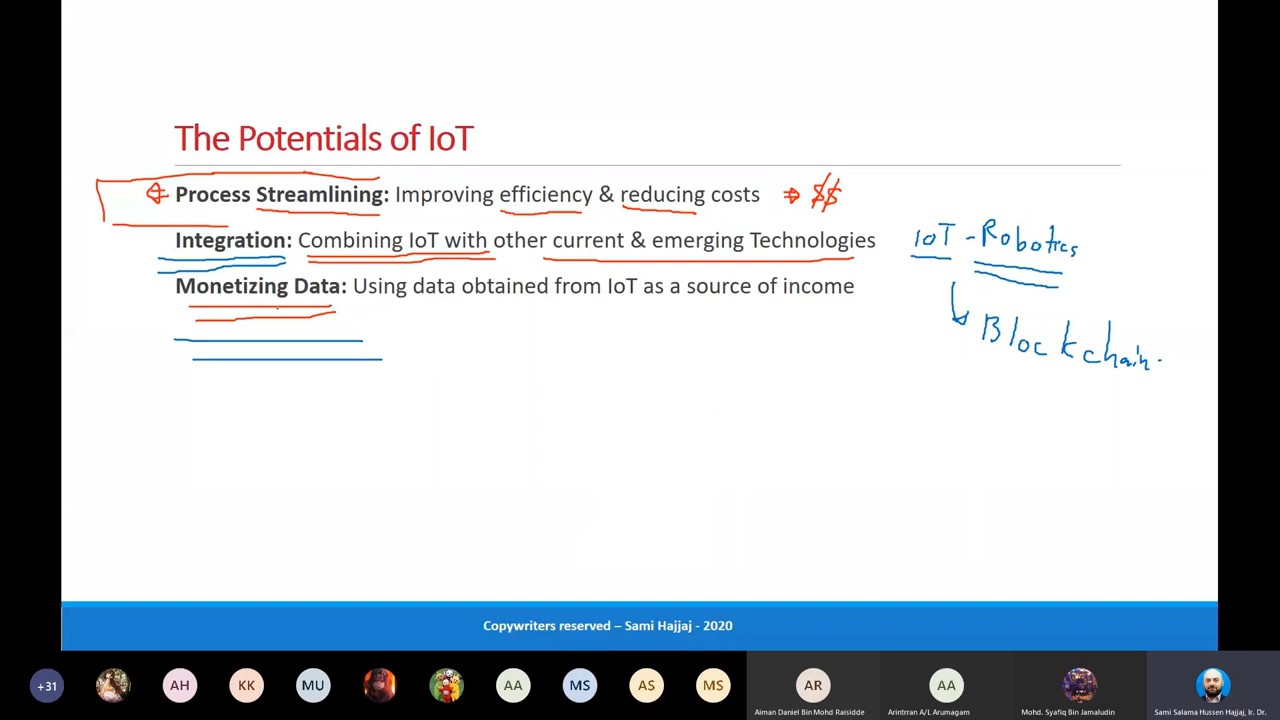 The Potentials of IoT
Process Streamlining: Improving efficiency & reducing costs ⇒ $$
Integration: Combining IoT with other current & emerging Technologies
IoT - Robotics
Monetizing Data: Using data obtained from IoT as a source of income
Blockchain.
Copywriters reserved – Sami Hajjaj - 2020
+31 AH KK MU AA MS AS MS AR AA
Aiman Daniel Bin Mohd Raisidde Arintrran A/L Arumagam Mohd. Syafiq Bin Jamaludin Sami Salama Hussen Hajjaj, Ir. Dr.